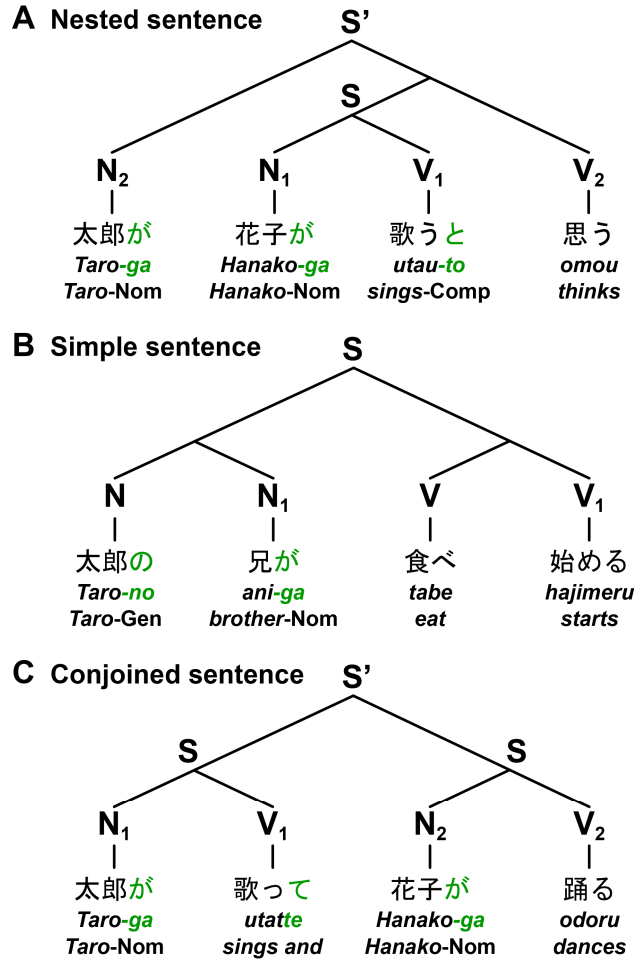 A Nested sentence
S’
S
N2 N1 V1 V2
太郎が 花子が 歌うと 思う
Taro-ga Hanako-ga utau-to omou
Taro-Nom Hanako-Nom sings-Comp thinks
B Simple sentence
S
N N1 V V1
太郎の 兄が 食べ 始める
Taro-no ani-ga tabe hajimeru
Taro-Gen brother-Nom eat starts
C Conjoined sentence
S’
S S
N1 V1 N2 V2
太郎が 歌って 花子が 踊る
Taro-ga utatte Hanako-ga odoru
Taro-Nom sings and Hanako-Nom dances